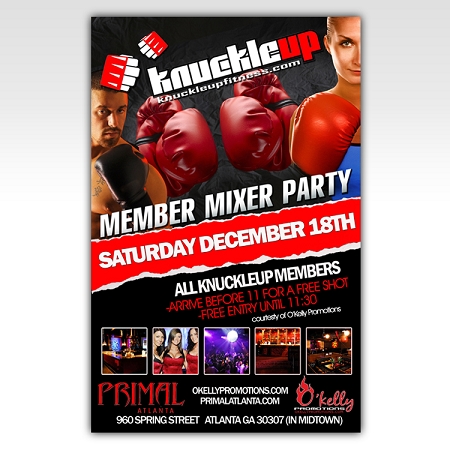 knuckleup
knuckleupfitness.com
MEMBER MIXER PARTY
SATURDAY DECEMBER 18TH
ALL KNUCKLEUP MEMBERS
-ARRIVE BEFORE 11 FOR A FREE SHOT
-FREE ENTRY UNTIL 11:30
courtesy of O'Kelly Promotions
PRIMAL
ATLANTA
OKELLYPROMOTIONS.COM
PRIMALATLANTA.COM
O'kelly
PROMOTIONS
960 SPRING STREET ATLANTA GA 30307 (IN MIDTOWN)